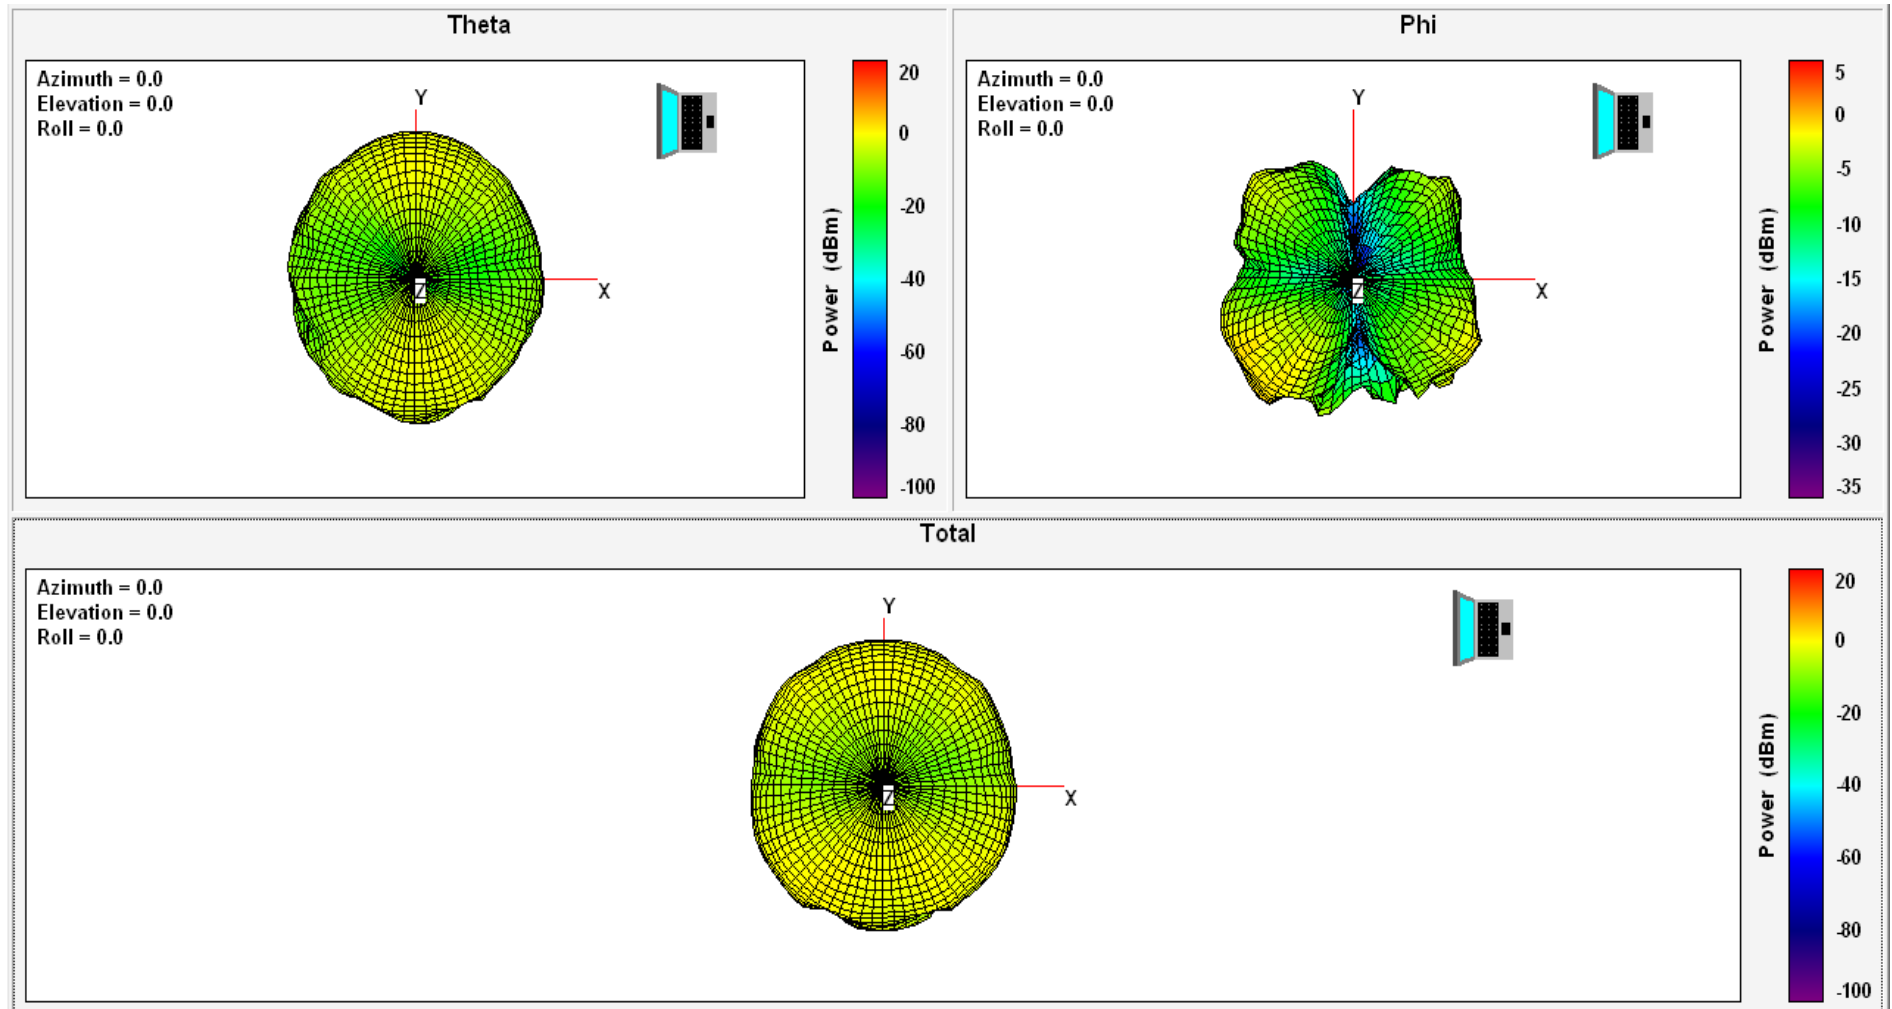 Theta
Azimuth = 0.0
Elevation = 0.0
Roll = 0.0
Y
X
Z
20
0
-20
-40
-60
-80
-100
Power (dBm)
Phi
Azimuth = 0.0
Elevation = 0.0
Roll = 0.0
Y
X
Z
5
0
-5
-10
-15
-20
-25
-30
-35
Power (dBm)
Total
Azimuth = 0.0
Elevation = 0.0
Roll = 0.0
Y
X
Z
20
0
-20
-40
-60
-80
-100
Power (dBm)